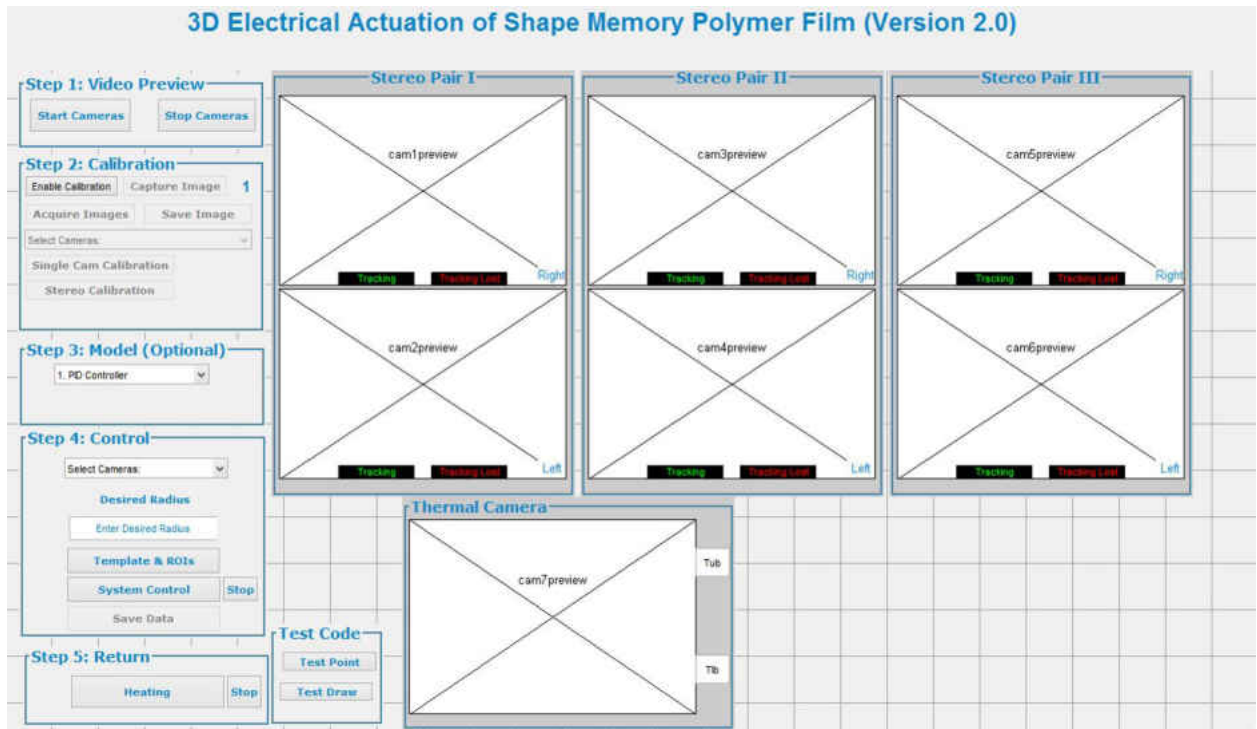 3D Electrical Actuation of Shape Memory Polymer Film (Version 2.0)
Step 1: Video Preview
Start Cameras
Stop Cameras
Step 2: Calibration
Enable Calibration
Capture Image
1
Acquire Images
Save Image
Select Cameras:
Single Cam Calibration
Stereo Calibration
Step 3: Model (Optional)
1. PID Controller
Step 4: Control
Select Cameras:
Desired Radius
Enter Desired Radius
Template & ROIs
System Control
Stop
Save Data
Step 5: Return
Heating
Stop
Test Code
Test Point
Test Draw
Stereo Pair I
cam1preview
Tracking
Tracking Lost
Right
cam2preview
Tracking
Tracking Lost
Left
Stereo Pair II
cam3preview
Tracking
Tracking Lost
Right
cam4preview
Tracking
Tracking Lost
Left
Stereo Pair III
cam5preview
Tracking
Tracking Lost
Right
cam6preview
Tracking
Tracking Lost
Left
Thermal Camera
cam7preview
Tub
Tlb